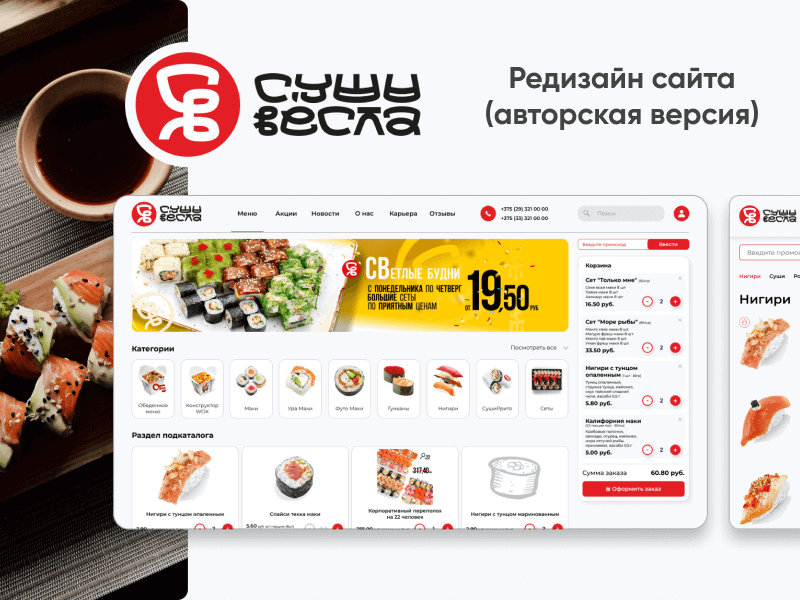 суши
весла
Редизайн сайта
(авторская версия)
суши
весла
Меню
Акции
Новости
О нас
Карьера
Отзывы
+375 (29) 321 00 00
+375 (33) 321 00 00
Поиск
СВетлые будни
с понедельника по четверг
большие сеты
по приятным ценам
от 19,50 руб
Введите промокод
Ввести
Корзина
Сет "Только мне"
16.50 руб.
2
Сет "Море рыбы"
33.50 руб.
2
Нигири с тунцом
опаленным
5.80 руб.
2
Калифорния маки
5.00 руб.
2
Сумма заказа
60.80 руб.
Оформить заказ
Категории
Посмотреть все
Обеденное
меню
Конструктор
WOK
Маки
Ура Маки
Футо Маки
Гунканы
Нигири
СушиРрито
Сеты
Раздел подкаталога
Нигири с тунцом опаленным
Спайси текка маки
5.60
317,40
Корпоративный переполох
на 22 человек
Нигири с тунцом маринованным
суши
весла
Введите промо
Нигири
Суши
Ро
Нигири